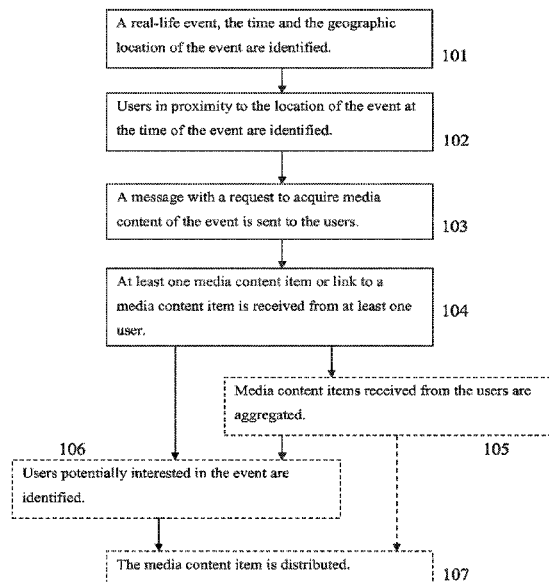 A real-life event, the time and the geographic
location of the event are identified.
101
Users in proximity to the location of the event at
the time of the event are identified.
102
A message with a request to acquire media
content of the event is sent to the users.
103
At least one media content item or link to a
media content item is received from at least one
user.
104
Media content items received from the users are
aggregated.
105
106
Users potentially interested in the event are
identified.
The media content item is distributed.
107